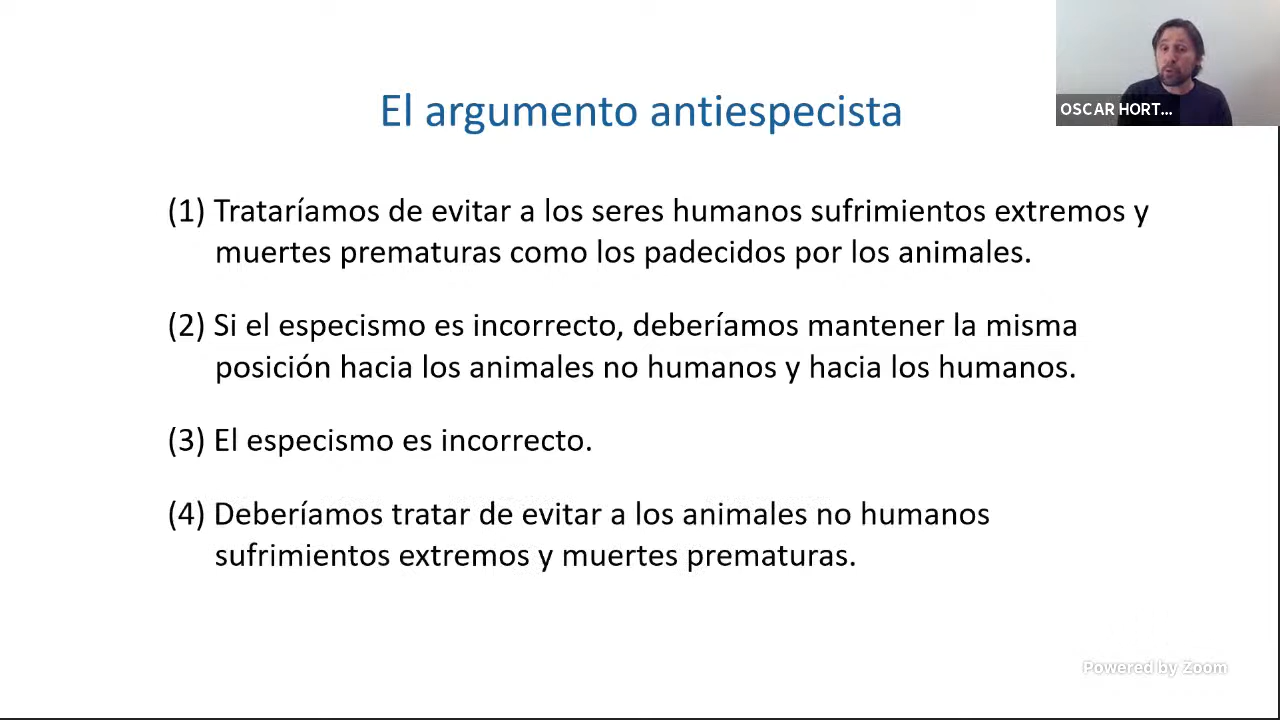 El argumento antiespecista
OSCAR HORT...
(1) Trataríamos de evitar a los seres humanos sufrimientos extremos y
muertes prematuras como los padecidos por los animales.
(2) Si el especismo es incorrecto, deberíamos mantener la misma
posición hacia los animales no humanos y hacia los humanos.
(3) El especismo es incorrecto.
(4) Deberíamos tratar de evitar a los animales no humanos
sufrimientos extremos y muertes prematuras.
Powered by Zoom